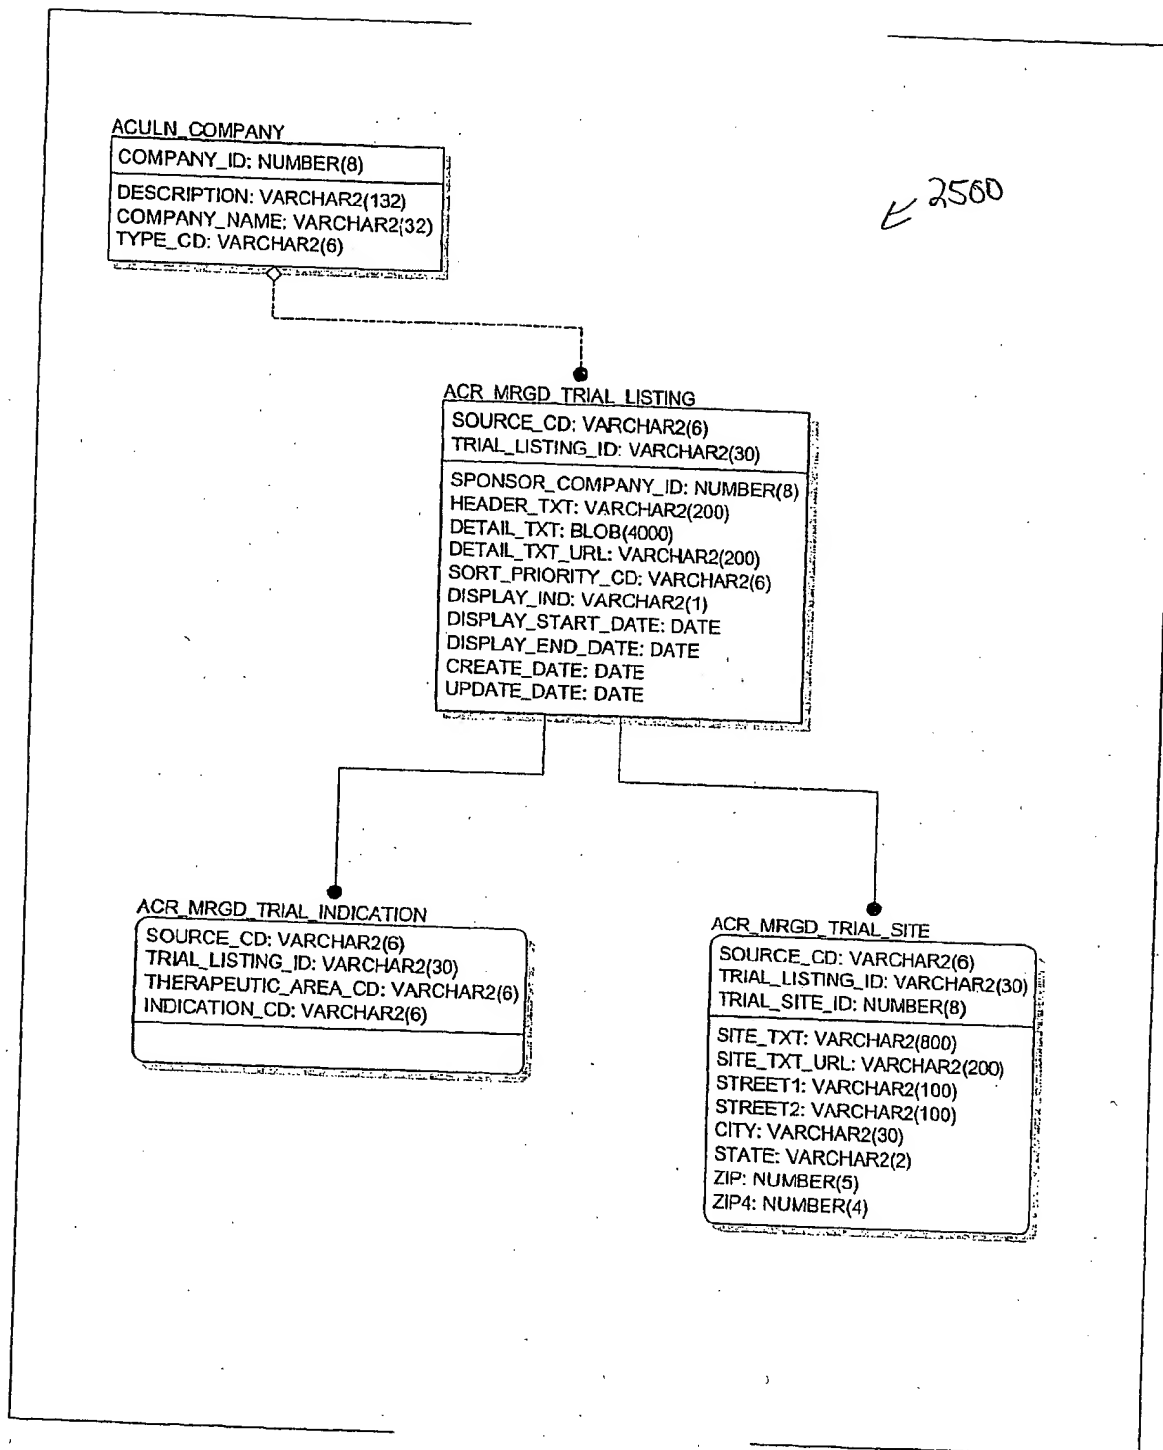 ACULN_COMPANY
COMPANY_ID: NUMBER(8)
DESCRIPTION: VARCHAR2(132)
COMPANY_NAME: VARCHAR2(32)
TYPE_CD: VARCHAR2(6)
2500
ACR_MRGD_TRIAL_LISTING
SOURCE_CD: VARCHAR2(6)
TRIAL_LISTING_ID: VARCHAR2(30)
SPONSOR_COMPANY_ID: NUMBER(8)
HEADER_TXT: VARCHAR2(200)
DETAIL_TXT: BLOB(4000)
DETAIL_TXT_URL: VARCHAR2(200)
SORT_PRIORITY_CD: VARCHAR2(6)
DISPLAY_IND: VARCHAR2(1)
DISPLAY_START_DATE: DATE
DISPLAY_END_DATE: DATE
CREATE_DATE: DATE
UPDATE_DATE: DATE
ACR_MRGD_TRIAL_INDICATION
SOURCE_CD: VARCHAR2(6)
TRIAL_LISTING_ID: VARCHAR2(30)
THERAPEUTIC_AREA_CD: VARCHAR2(6)
INDICATION_CD: VARCHAR2(6)
ACR_MRGD_TRIAL_SITE
SOURCE_CD: VARCHAR2(6)
TRIAL_LISTING_ID: VARCHAR2(30)
TRIAL_SITE_ID: NUMBER(8)
SITE_TXT: VARCHAR2(800)
SITE_TXT_URL: VARCHAR2(200)
STREET1: VARCHAR2(100)
STREET2: VARCHAR2(100)
CITY: VARCHAR2(30)
STATE: VARCHAR2(2)
ZIP: NUMBER(5)
ZIP4: NUMBER(4)